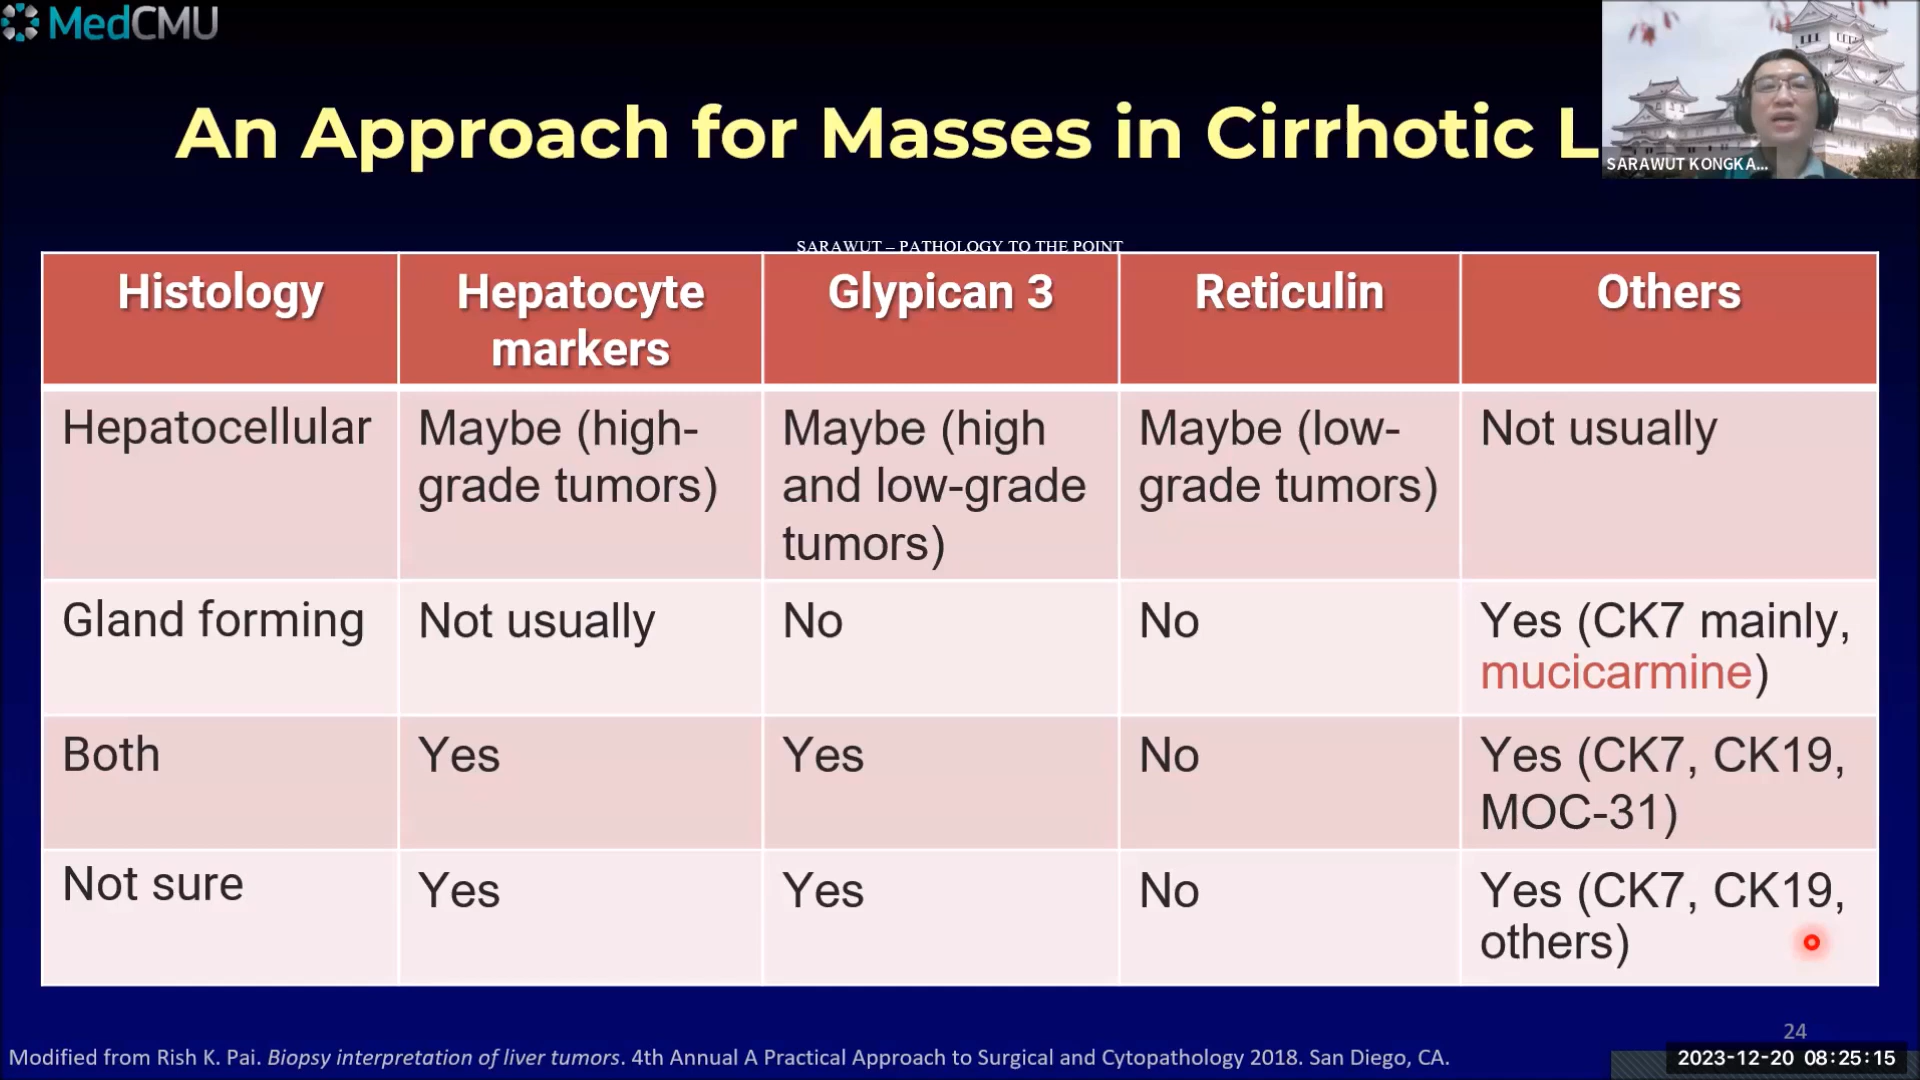 MedCMU
An Approach for Masses in Cirrhotic L
SARAWUT KONGKA...
SARAWUT – PATHOLOGY TO THE POINT
Histology
Hepatocyte
markers
Glypican 3
Reticulin
Others
Hepatocellular
Maybe (high-
grade tumors)
Maybe (high
and low-grade
tumors)
Maybe (low-
grade tumors)
Not usually
Gland forming
Not usually
No
No
Yes (CK7 mainly,
mucicarmine)
Both
Yes
Yes
No
Yes (CK7, CK19,
MOC-31)
Not sure
Yes
Yes
No
Yes (CK7, CK19,
others)
24
Modified from Rish K. Pai. Biopsy interpretation of liver tumors. 4th Annual A Practical Approach to Surgical and Cytopathology 2018. San Diego, CA.
2023-12-20 08:25:15